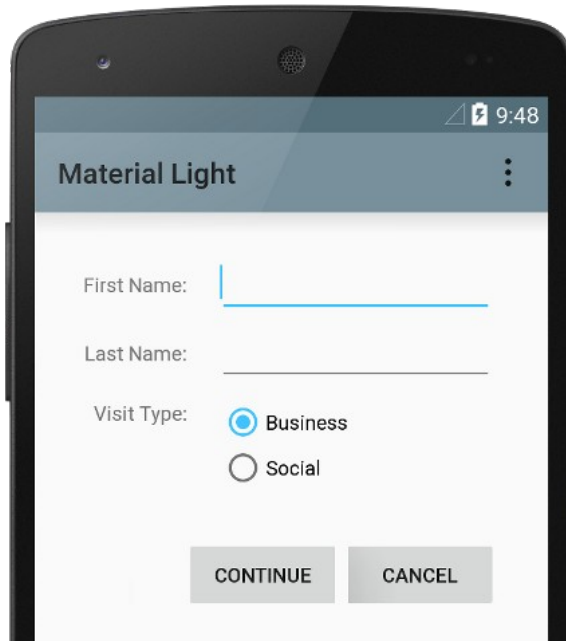 9:48
Material Light
First Name:
Last Name:
Visit Type:
Business
Social
CONTINUE
CANCEL